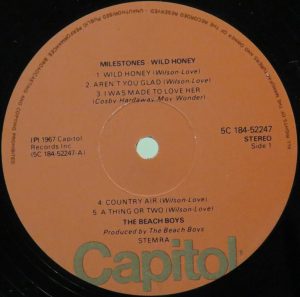 MILESTONES WILD HONEY
1 WILD HONEY (Wilson-Love)
2 AREN'T YOU GLAD (Wilson-Love)
3 I WAS MADE TO LOVE HER
(Cosby Hardaway Moy Wonder)
(P) 1967 Capitol
Records Inc
(5C 184-52247-A)
5C 184-52247
STEREO
Side 1
4 COUNTRY AIR (Wilson-Love)
5 A THING OR TWO (Wilson-Love)
THE BEACH BOYS
Produced by The Beach Boys
STEMRA
Capitol